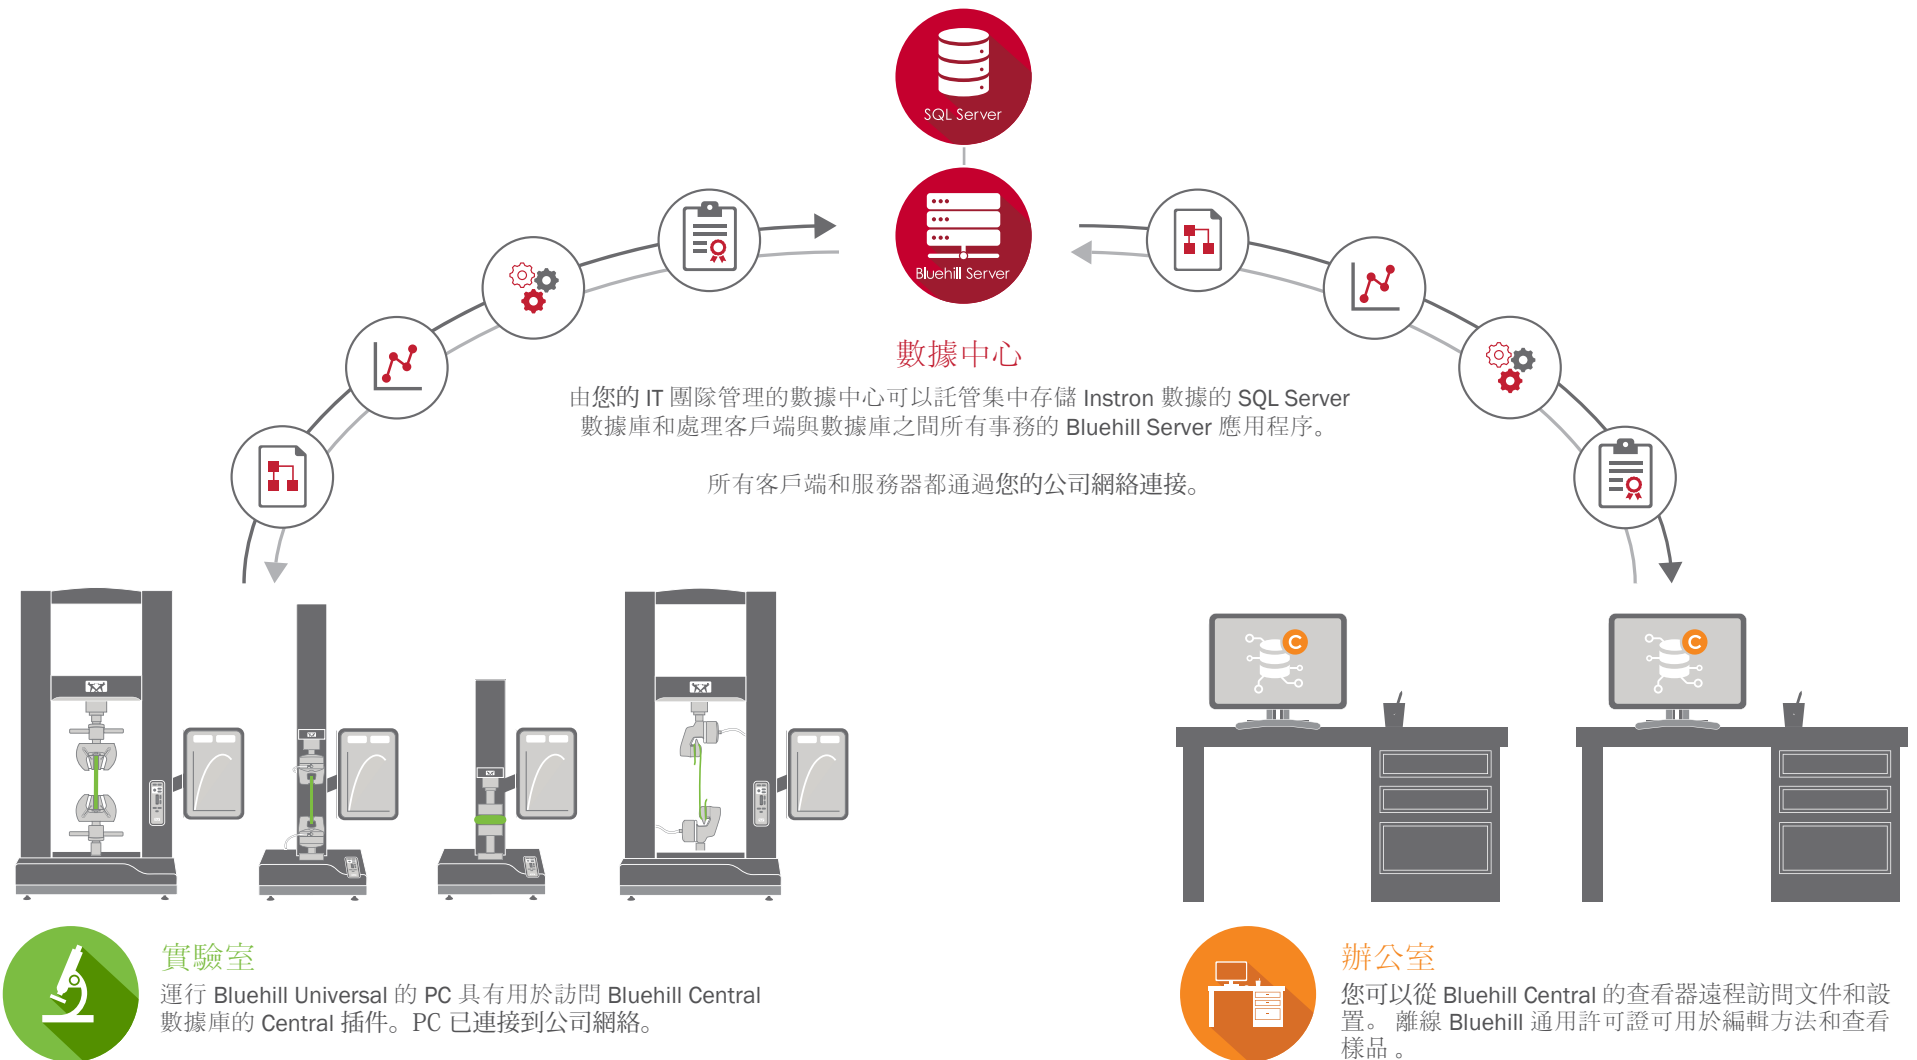 SQL Server
Bluehill Server
數據中心
由您的 IT 團隊管理的數據中心可以託管集中存儲 Instron 數據的 SQL Server
數據庫和處理客戶端與數據庫之間所有事務的 Bluehill Server 應用程序。
所有客戶端和服務器都通過您的公司網絡連接。
C
C
實驗室
運行 Bluehill Universal 的 PC 具有用於訪問 Bluehill Central
數據庫的 Central 插件。PC 已連接到公司網絡。
辦公室
您可以從 Bluehill Central 的查看器遠程訪問文件和設
置。 離線 Bluehill 通用許可證可用於編輯方法和查看
樣品 。